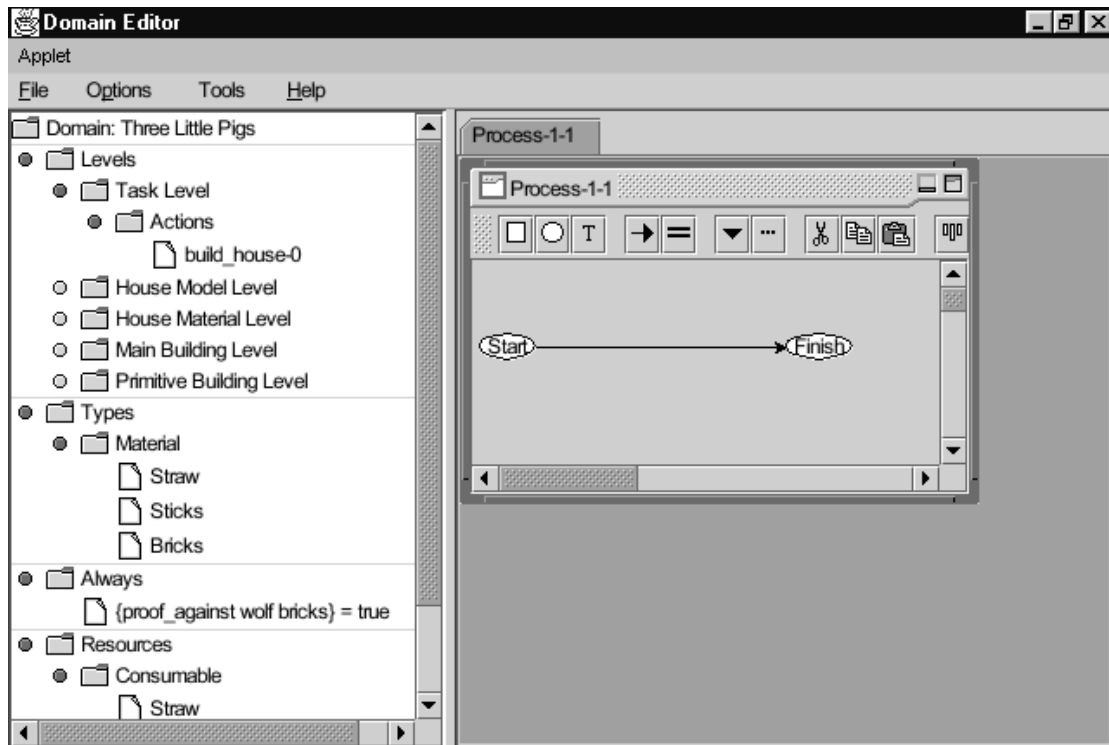 Domain Editor
Applet
File Options Tools Help
Domain: Three Little Pigs
Levels
Task Level
Actions
build_house-0
House Model Level
House Material Level
Main Building Level
Primitive Building Level
Types
Material
Straw
Sticks
Bricks
Always
{proof_against wolf bricks} = true
Resources
Consumable
Straw
Process-1-1
Process-1-1
T
Start
Finish